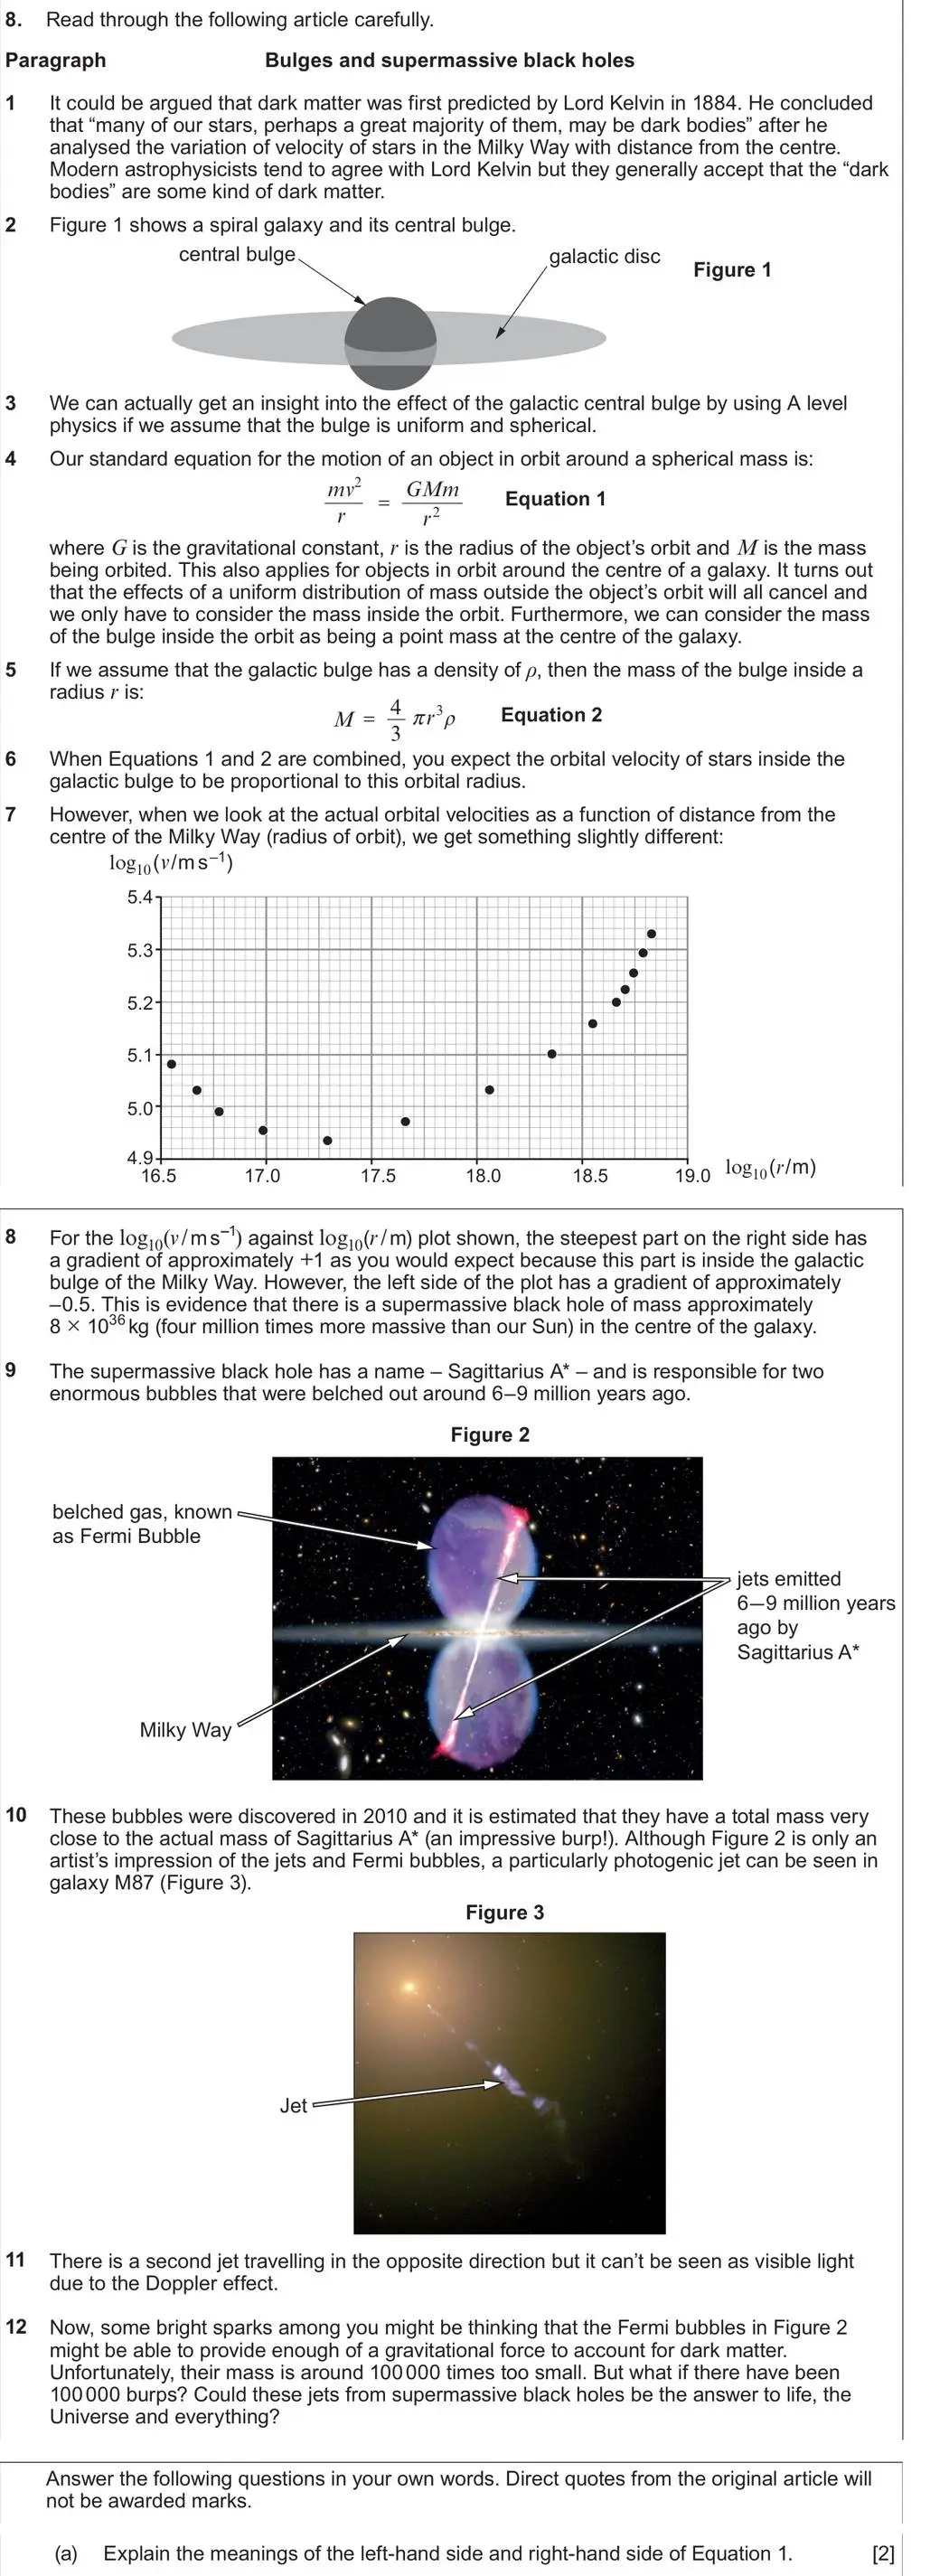 8. Read through the following article carefully.
Paragraph Bulges and supermassive black holes
1 It could be argued that dark matter was first predicted by Lord Kelvin in 1884. He concluded
that “many of our stars, perhaps a great majority of them, may be dark bodies” after he
analysed the variation of velocity of stars in the Milky Way with distance from the centre.
Modern astrophysicists tend to agree with Lord Kelvin but they generally accept that the “dark
bodies” are some kind of dark matter.
2 Figure 1 shows a spiral galaxy and its central bulge.
central bulge
galactic disc
Figure 1
3 We can actually get an insight into the effect of the galactic central bulge by using A level
physics if we assume that the bulge is uniform and spherical.
4 Our standard equation for the motion of an object in orbit around a spherical mass is:
mv²/r = GMm/r² Equation 1
where G is the gravitational constant, r is the radius of the object’s orbit and M is the mass
being orbited. This also applies for objects in orbit around the centre of a galaxy. It turns out
that the effects of a uniform distribution of mass outside the object’s orbit will all cancel and
we only have to consider the mass inside the orbit. Furthermore, we can consider the mass
of the bulge inside the orbit as being a point mass at the centre of the galaxy.
5 If we assume that the galactic bulge has a density of ρ, then the mass of the bulge inside a
radius r is:
M = 4/3 πr³ρ Equation 2
6 When Equations 1 and 2 are combined, you expect the orbital velocity of stars inside the
galactic bulge to be proportional to this orbital radius.
7 However, when we look at the actual orbital velocities as a function of distance from the
centre of the Milky Way (radius of orbit), we get something slightly different:
log₁₀(v/m s⁻¹)
5.4
5.3
5.2
5.1
5.0
4.9
16.5 17.0 17.5 18.0 18.5 19.0 log₁₀(r/m)
8 For the log₁₀(v/m s⁻¹) against log₁₀(r/m) plot shown, the steepest part on the right side has
a gradient of approximately +1 as you would expect because this part is inside the galactic
bulge of the Milky Way. However, the left side of the plot has a gradient of approximately
–0.5. This is evidence that there is a supermassive black hole of mass approximately
8 × 10³⁶ kg (four million times more massive than our Sun) in the centre of the galaxy.
9 The supermassive black hole has a name – Sagittarius A* – and is responsible for two
enormous bubbles that were belched out around 6–9 million years ago.
Figure 2
belched gas, known
as Fermi Bubble
jets emitted
6–9 million years
ago by
Sagittarius A*
Milky Way
10 These bubbles were discovered in 2010 and it is estimated that they have a total mass very
close to the actual mass of Sagittarius A* (an impressive burp!). Although Figure 2 is only an
artist’s impression of the jets and Fermi bubbles, a particularly photogenic jet can be seen in
galaxy M87 (Figure 3).
Figure 3
Jet
11 There is a second jet travelling in the opposite direction but it can’t be seen as visible light
due to the Doppler effect.
12 Now, some bright sparks among you might be thinking that the Fermi bubbles in Figure 2
might be able to provide enough of a gravitational force to account for dark matter.
Unfortunately, their mass is around 100 000 times too small. But what if there have been
100 000 burps? Could these jets from supermassive black holes be the answer to life, the
Universe and everything?
Answer the following questions in your own words. Direct quotes from the original article will
not be awarded marks.
(a) Explain the meanings of the left-hand side and right-hand side of Equation 1. [2]